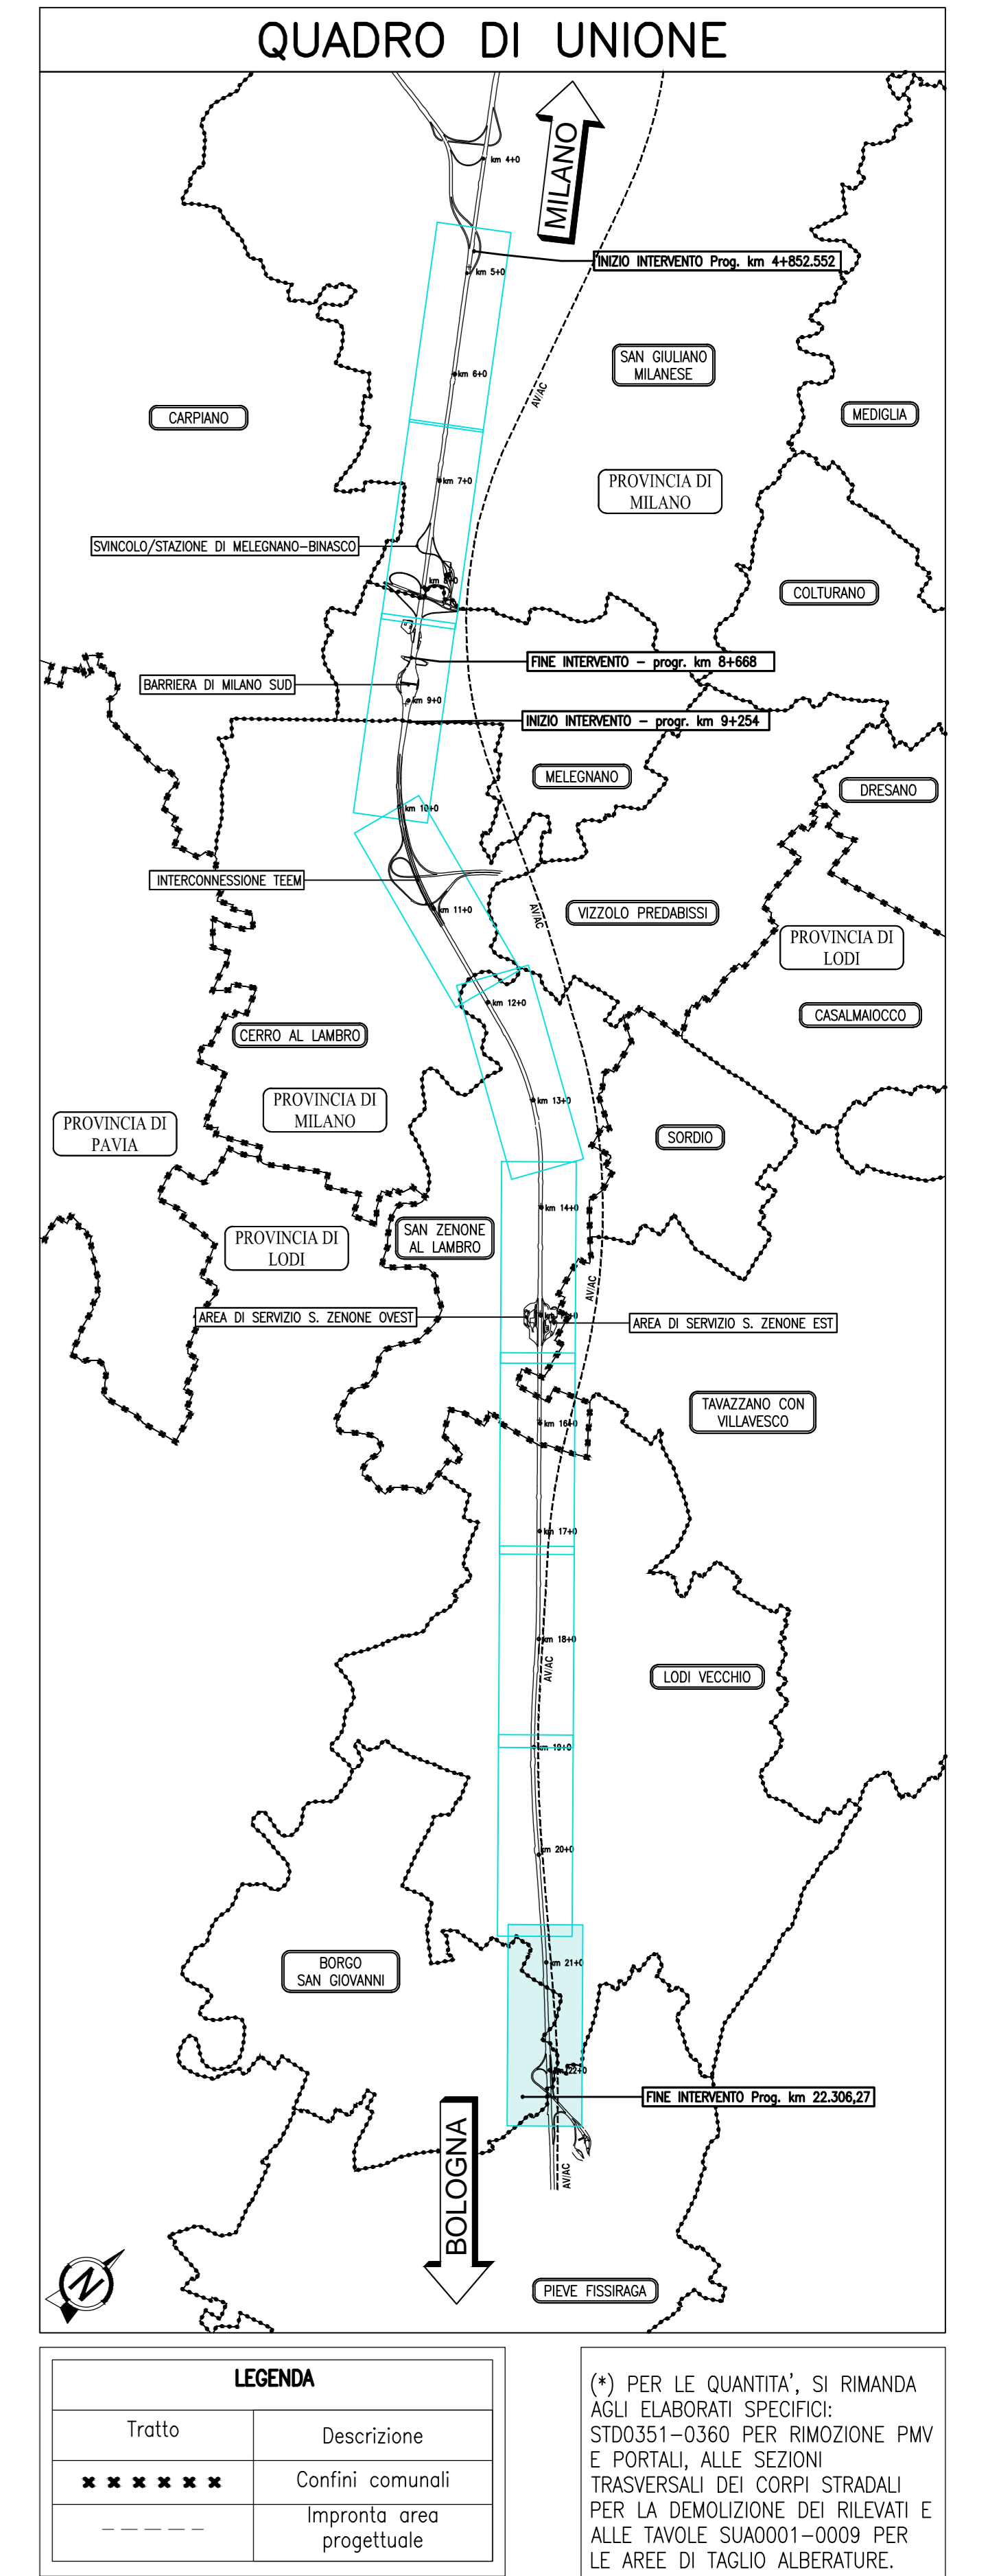 QUADRO DI UNIONE
MILANO
km 4+0
INIZIO INTERVENTO Prog. km 4+852.552
km 5+0
SAN GIULIANO
MILANESE
km 6+0
AV/AC
CARPIANO
MEDIGLIA
PROVINCIA DI
MILANO
km 7+0
SVINCOLO/STAZIONE DI MELEGNANO-BINASCO
km 8+0
COLTURANO
FINE INTERVENTO - progr. km 8+668
BARRIERA DI MILANO SUD
km 9+0
INIZIO INTERVENTO - progr. km 9+254
MELEGNANO
DRESANO
km 10+0
INTERCONNESSIONE TEEM
km 11+0
AV/AC
VIZZOLO PREDABISSI
PROVINCIA DI
LODI
km 12+0
CASALMAIOCCO
CERRO AL LAMBRO
PROVINCIA DI
MILANO
km 13+0
PROVINCIA DI
PAVIA
SORDIO
km 14+0
SAN ZENONE
AL LAMBRO
PROVINCIA DI
LODI
AV/AC
AREA DI SERVIZIO S. ZENONE OVEST
AREA DI SERVIZIO S. ZENONE EST
TAVAZZANO CON
VILLAVESCO
km 16+0
km 17+0
km 18+0
AV/AC
LODI VECCHIO
km 19+0
km 20+0
BORGO
SAN GIOVANNI
km 21+0
22+0
FINE INTERVENTO Prog. km 22.306,27
BOLOGNA
AV/AC
N
PIEVE FISSIRAGA
LEGENDA
Tratto
Descrizione
Confini comunali
Impronta area
progettuale
(*) PER LE QUANTITA', SI RIMANDA
AGLI ELABORATI SPECIFICI:
STD0351-0360 PER RIMOZIONE PMV
E PORTALI, ALLE SEZIONI
TRASVERSALI DEI CORPI STRADALI
PER LA DEMOLIZIONE DEI RILEVATI E
ALLE TAVOLE SUA0001-0009 PER
LE AREE DI TAGLIO ALBERATURE.